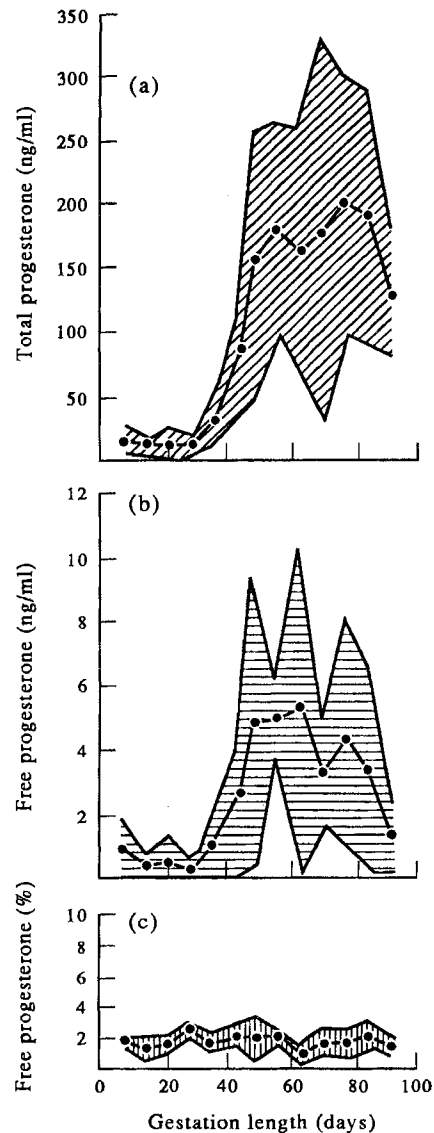 350
300
250
200
150
100
50
Total progesterone (ng/ml)
(a)
12
10
8
6
4
2
Free progesterone (ng/ml)
(b)
10
8
6
4
2
Free progesterone (%)
(c)
0 20 40 60 80 100
Gestation length (days)